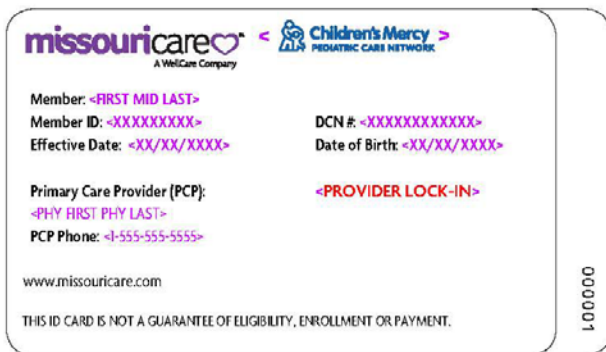 missouricare
A WellCare Company
< Children's Mercy >
PEDIATRIC CARE NETWORK
Member: <FIRST MID LAST>
Member ID: <XXXXXXXXX> DCN #: <XXXXXXXXXXXX>
Effective Date: <XX/XX/XXXX> Date of Birth: <XX/XX/XXXX>
Primary Care Provider (PCP): <PROVIDER LOCK-IN>
<PHY FIRST PHY LAST>
PCP Phone: <1-555-555-5555>
www.missouricare.com
THIS ID CARD IS NOT A GUARANTEE OF ELIGIBILITY, ENROLLMENT OR PAYMENT.
000001